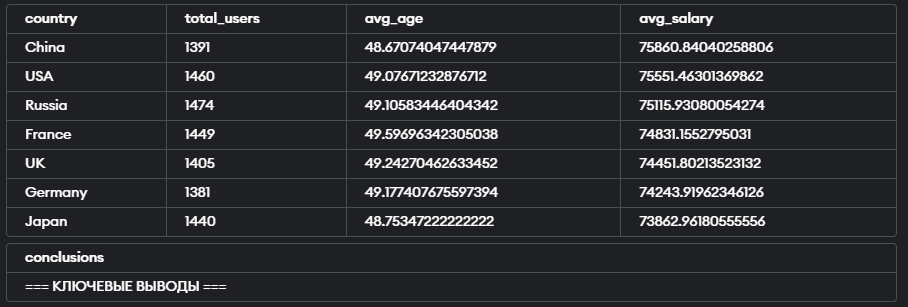 country total_users avg_age avg_salary
China 1391 48.67074047447879 75860.84040258806
USA 1460 49.07671232876712 75551.46301369862
Russia 1474 49.10583446404342 75115.93080054274
France 1449 49.59696342305038 74831.1552795031
UK 1405 49.24270462633452 74451.80213523132
Germany 1381 49.177407675597394 74243.91962346126
Japan 1440 48.75347222222222 73862.96180555556
conclusions
=== КЛЮЧЕВЫЕ ВЫВОДЫ ===